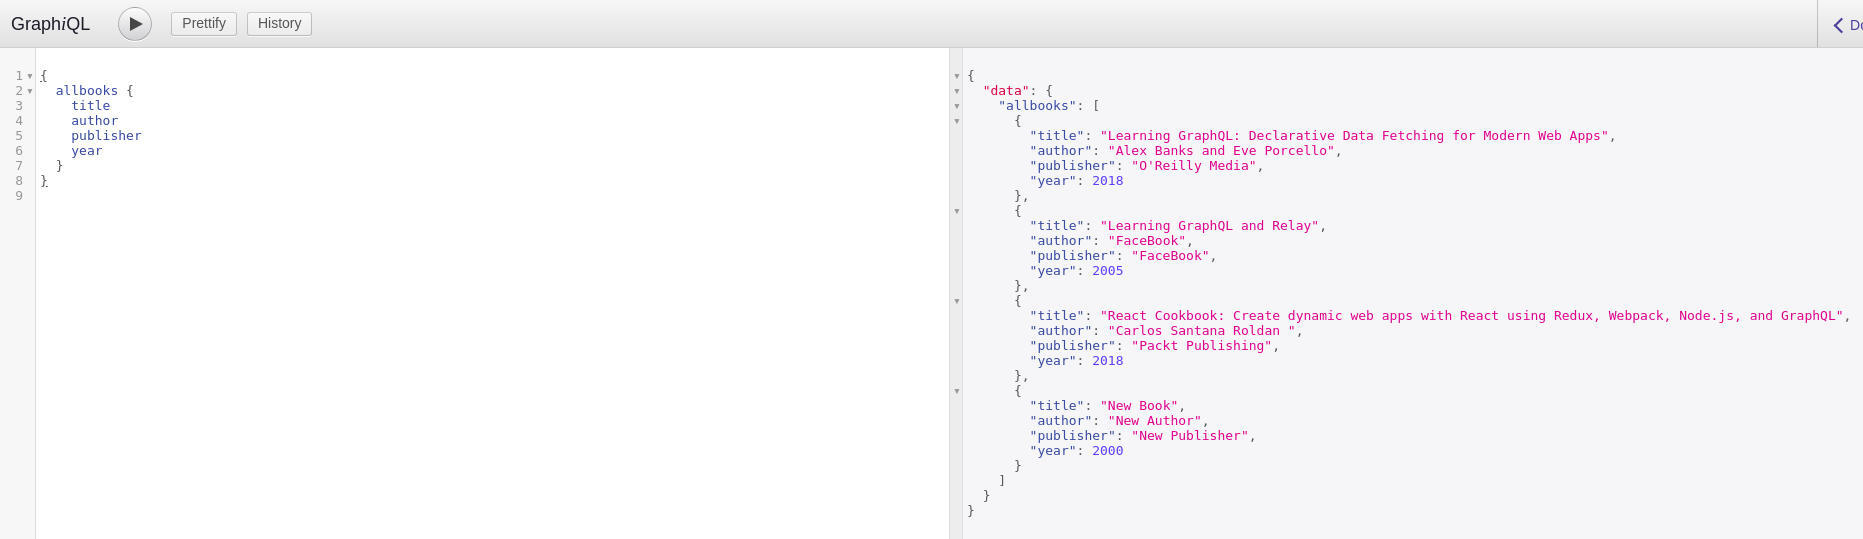 GraphiQL
Prettify
History
Do
1 {
2   allbooks {
3     title
4     author
5     publisher
6     year
7   }
8 }
9
{
  "data": {
    "allbooks": [
      {
        "title": "Learning GraphQL: Declarative Data Fetching for Modern Web Apps",
        "author": "Alex Banks and Eve Porcello",
        "publisher": "O'Reilly Media",
        "year": 2018
      },
      {
        "title": "Learning GraphQL and Relay",
        "author": "FaceBook",
        "publisher": "FaceBook",
        "year": 2005
      },
      {
        "title": "React Cookbook: Create dynamic web apps with React using Redux, Webpack, Node.js, and GraphQL",
        "author": "Carlos Santana Roldan ",
        "publisher": "Packt Publishing",
        "year": 2018
      },
      {
        "title": "New Book",
        "author": "New Author",
        "publisher": "New Publisher",
        "year": 2000
      }
    ]
  }
}